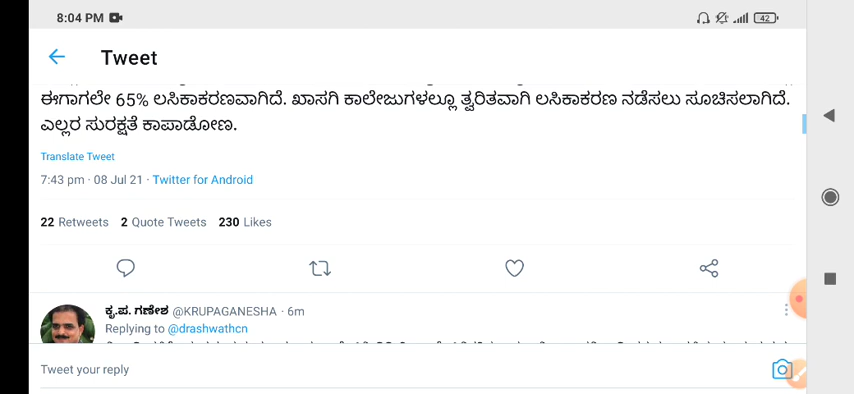 8:04 PM
42
Tweet
ಈಗಾಗಲೇ 65% ಲಸಿಕಾಕರಣವಾಗಿದೆ. ಖಾಸಗಿ ಕಾಲೇಜುಗಳಲ್ಲೂ ತ್ವರಿತವಾಗಿ ಲಸಿಕಾಕರಣ ನಡೆಸಲು ಸೂಚಿಸಲಾಗಿದೆ.
ಎಲ್ಲರ ಸುರಕ್ಷತೆ ಕಾಪಾಡೋಣ.
Translate Tweet
7:43 pm · 08 Jul 21 · Twitter for Android
22 Retweets 2 Quote Tweets 230 Likes
ಕೃ.ಪ. ಗಣೇಶ @KRUPAGANESHA · 6m
Replying to @drashwathcn
Tweet your reply